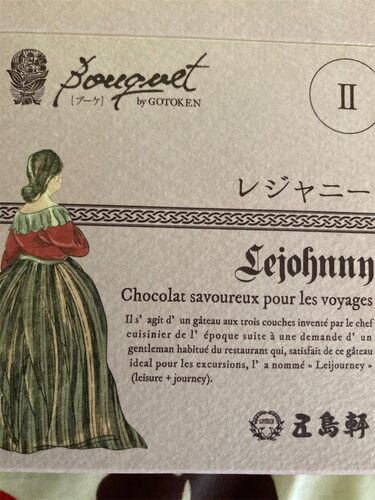 Bouquet
[ブーケ] by GOTOKEN
II
レジャニー
Lejohnny
Chocolat savoureux pour les voyages
Il s’ agit d’ un gâteau aux trois couches inventé par le chef
cuisinier de l’ époque suite à une demande d’ un
gentleman habitué du restaurant qui, satisfait de ce gâteau
ideal pour les excursions, l’ a nommé « Leijourney »
(leisure + journey).
GOTOKEN 五島軒